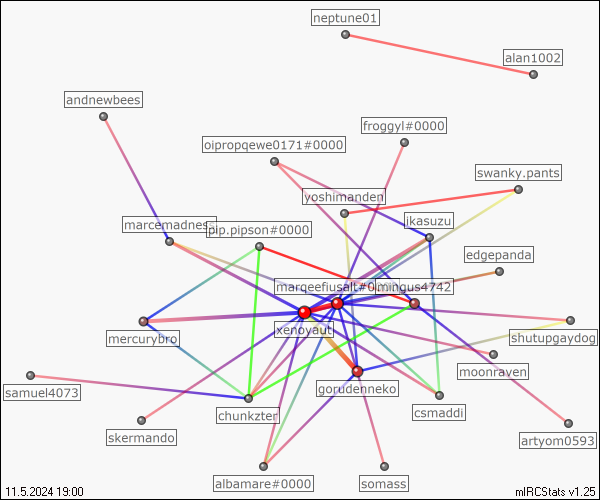 neptune01
alan1002
andnewbees
froggyl#0000
oipropqewe0171#0000
swanky.pants
yoshimanden
marcemadness
pip.pipson#0000
ikasuzu
edgepanda
mingus4742
xenoyaut
mercurybro
shutupgaydog
moonraven
gorudenneko
samuel4073
chunkzter
csmaddi
skermando
artyom0593
albamare#0000
somass
11.5.2024 19:00
mIRCStats v1.25